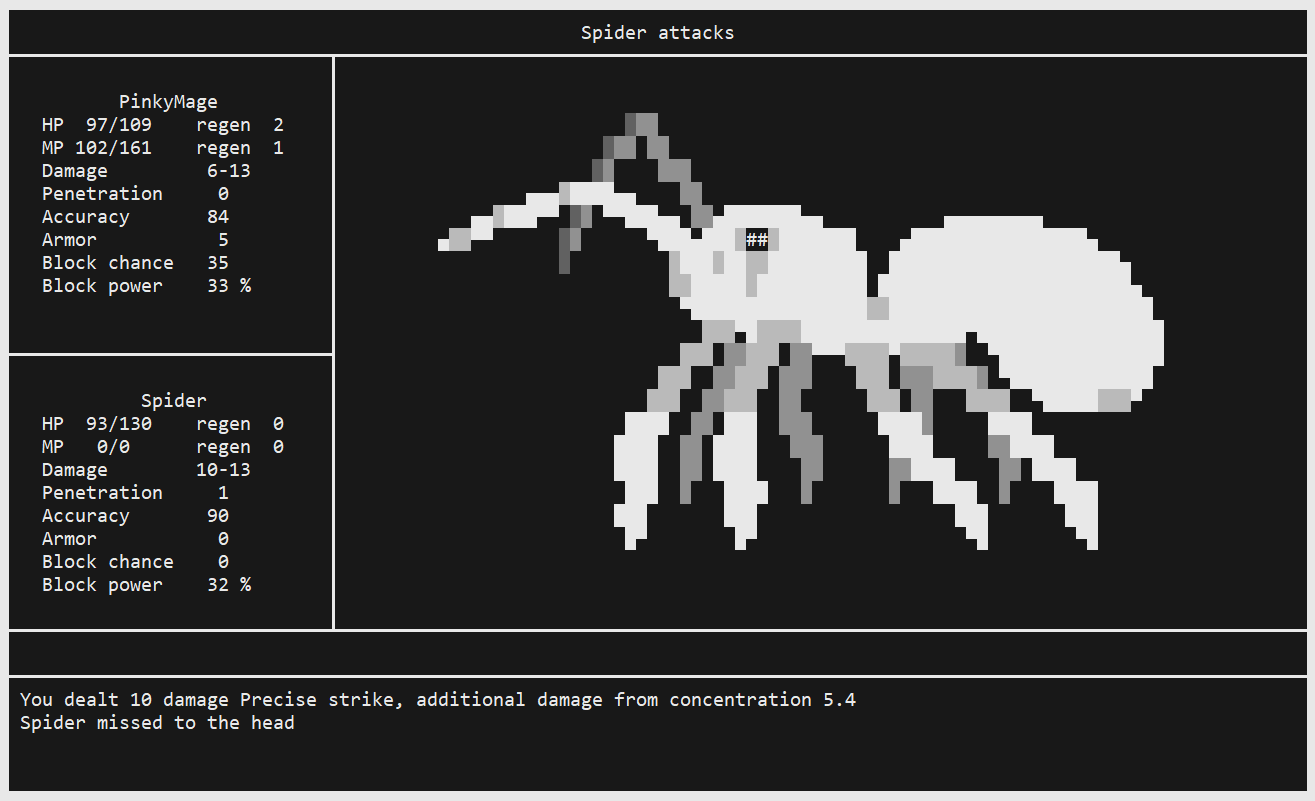 Spider attacks
PinkyMage
HP 97/109 regen 2
MP 102/161 regen 1
Damage 6-13
Penetration 0
Accuracy 84
Armor 5
Block chance 35
Block power 33 %
##
Spider
HP 93/130 regen 0
MP 0/0 regen 0
Damage 10-13
Penetration 1
Accuracy 90
Armor 0
Block chance 0
Block power 32 %
You dealt 10 damage Precise strike, additional damage from concentration 5.4
Spider missed to the head